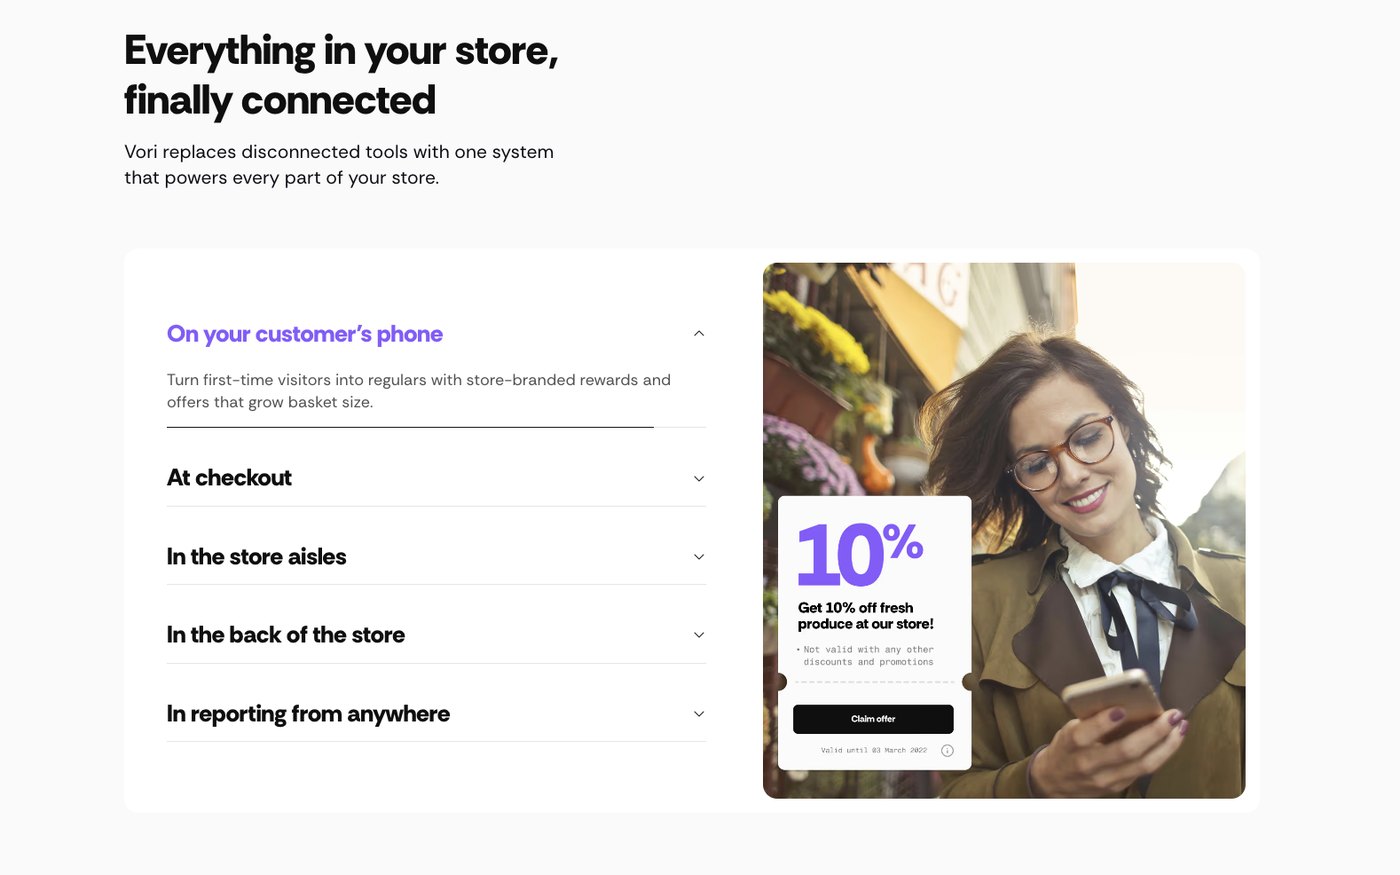 Everything in your store,
finally connected
Vori replaces disconnected tools with one system
that powers every part of your store.
On your customer’s phone
Turn first-time visitors into regulars with store-branded rewards and
offers that grow basket size.
At checkout
In the store aisles
In the back of the store
In reporting from anywhere
10%
Get 10% off fresh
produce at our store!
• Not valid with any other
discounts and promotions
Claim offer
Valid until 03 March 2022